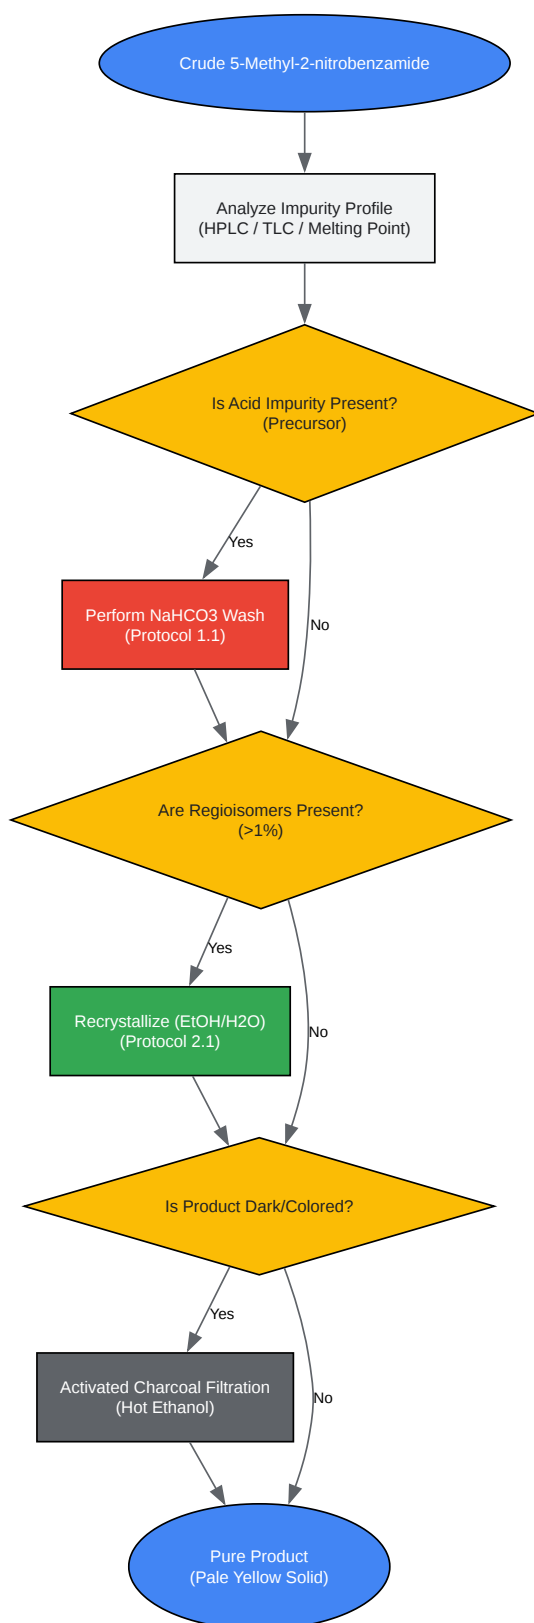 Crude 5-Methyl-2-nitrobenzamide
Analyze Impurity Profile
(HPLC / TLC / Melting Point)
Is Acid Impurity Present?
(Precursor)
Yes
Perform NaHCO3 Wash
(Protocol 1.1)
No
Are Regioisomers Present?
(>1%)
Yes
Recrystallize (EtOH/H2O)
(Protocol 2.1)
No
Is Product Dark/Colored?
Yes
Activated Charcoal Filtration
(Hot Ethanol)
No
Pure Product
(Pale Yellow Solid)